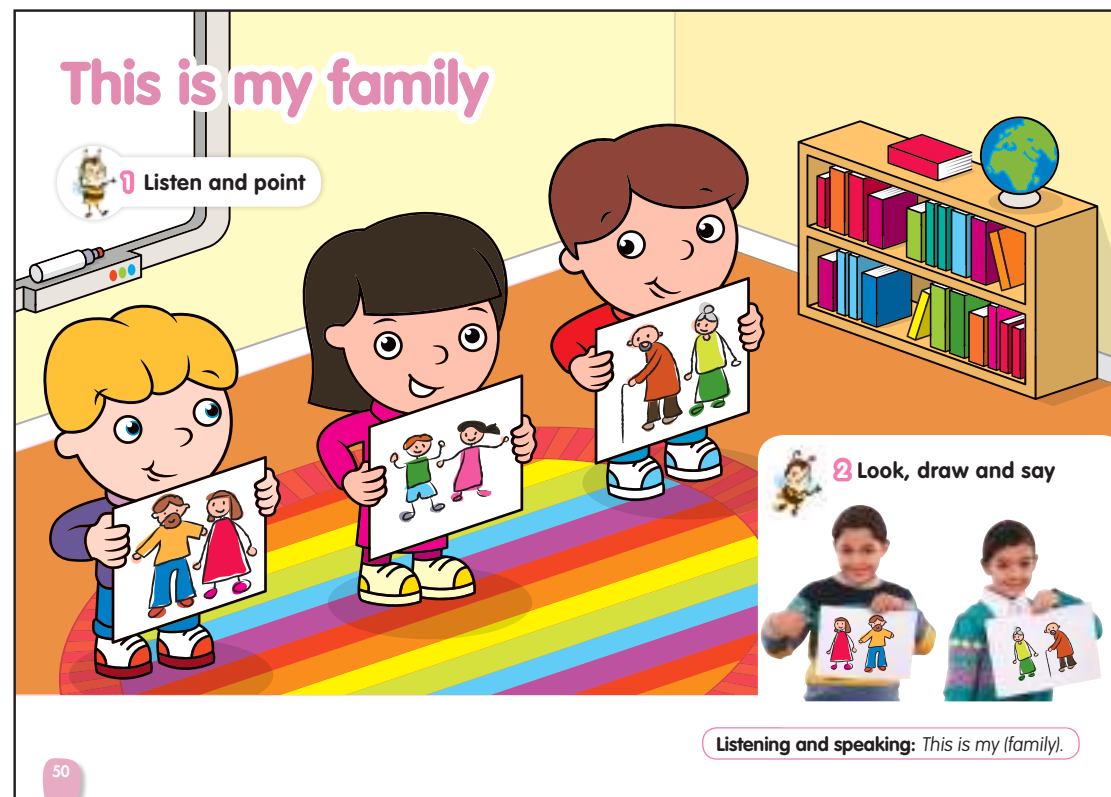 This is my family
1 Listen and point
2 Look, draw and say
Listening and speaking: This is my (family).
50